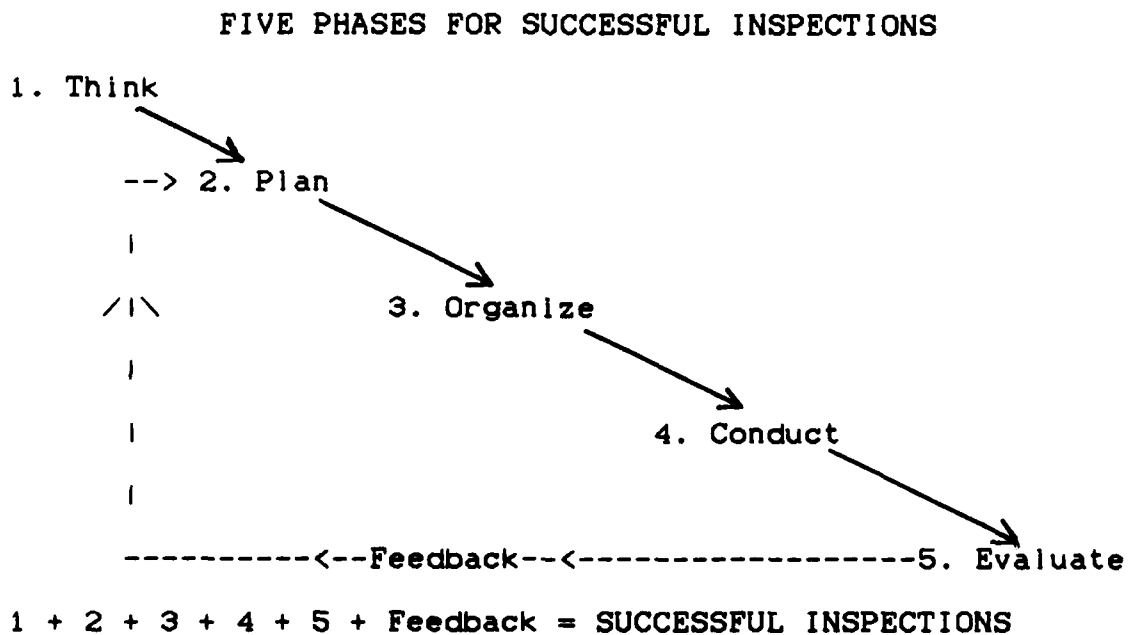 FIVE PHASES FOR SUCCESSFUL INSPECTIONS
1. Think
--> 2. Plan
|
/|\ 3. Organize
|
| 4. Conduct
|
----------<--Feedback--<-------------------5. Evaluate
1 + 2 + 3 + 4 + 5 + Feedback = SUCCESSFUL INSPECTIONS